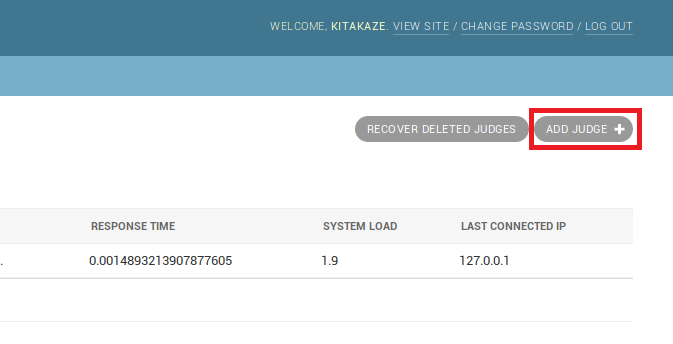 WELCOME, KITAKAZE. VIEW SITE / CHANGE PASSWORD / LOG OUT
RECOVER DELETED JUDGES ADD JUDGE +
RESPONSE TIME SYSTEM LOAD LAST CONNECTED IP
. 0.0014893213907877605 1.9 127.0.0.1